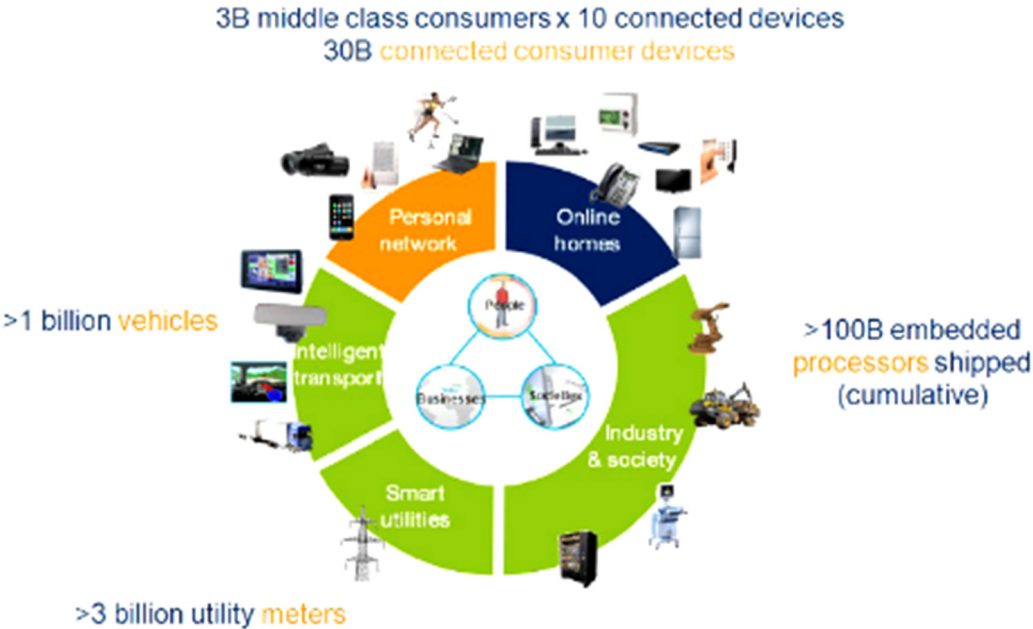 3B middle class consumers x 10 connected devices
30B connected consumer devices
Personal
network
Online
homes
>1 billion vehicles
Intelligent
transport
People
Businesses
Societies
>100B embedded
processors shipped
(cumulative)
Industry
& society
Smart
utilities
>3 billion utility meters